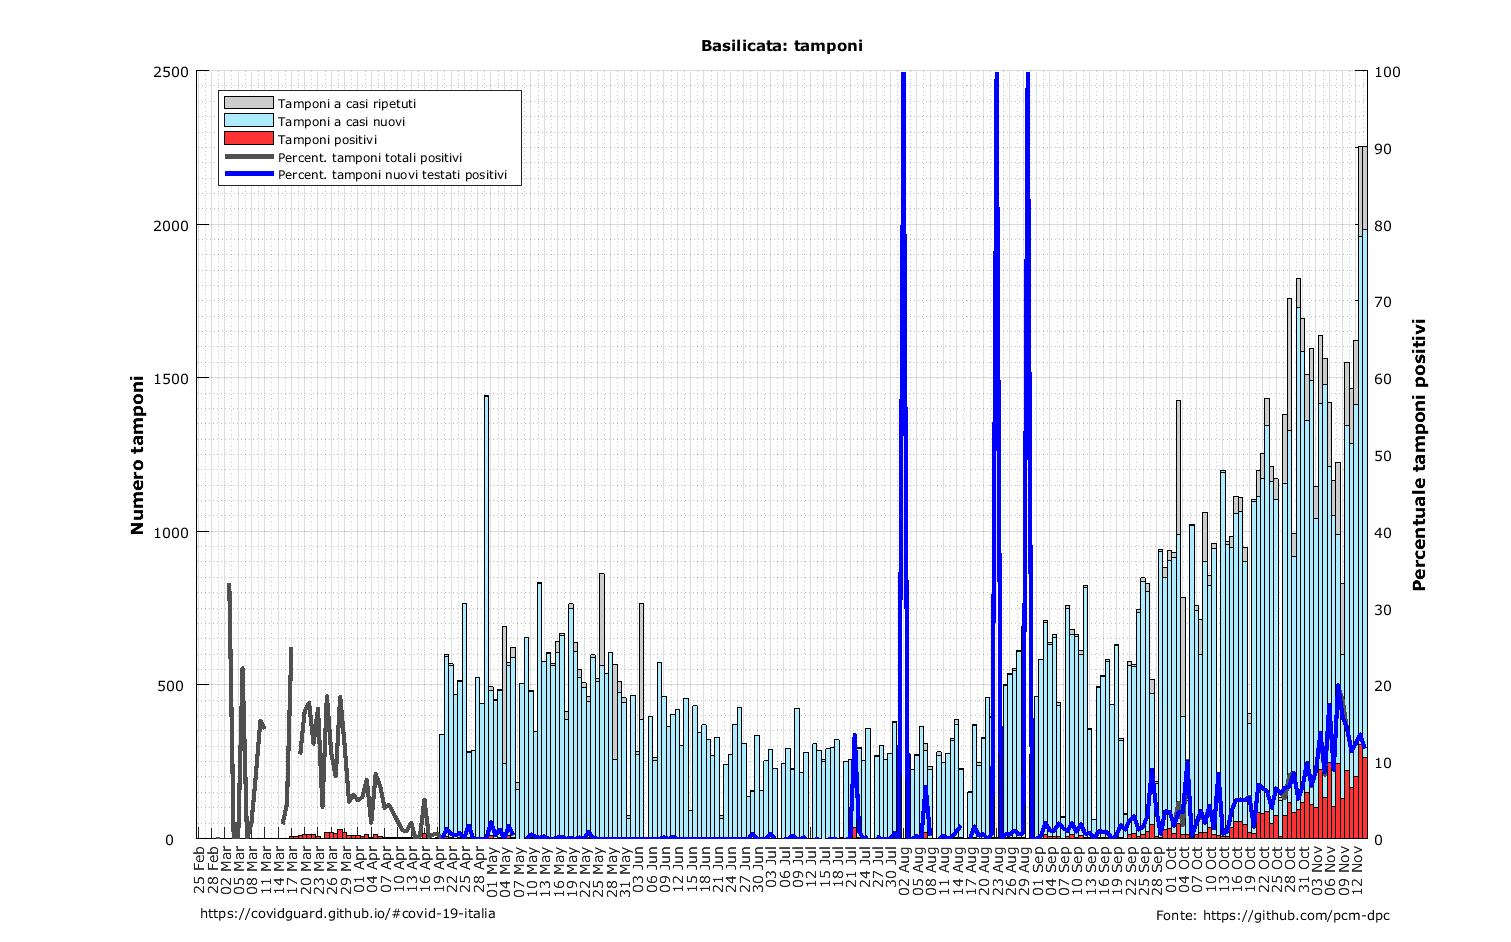 Basilicata: tamponi
Tamponi a casi ripetuti
Tamponi a casi nuovi
Tamponi positivi
Percent. tamponi totali positivi
Percent. tamponi nuovi testati positivi
Numero tamponi
2500
2000
1500
1000
500
0
Percentuale tamponi positivi
100
90
80
70
60
50
40
30
20
10
0
25 Feb
28 Feb
02 Mar
05 Mar
08 Mar
11 Mar
14 Mar
17 Mar
20 Mar
23 Mar
26 Mar
29 Mar
01 Apr
04 Apr
07 Apr
10 Apr
13 Apr
16 Apr
19 Apr
22 Apr
25 Apr
28 Apr
01 May
04 May
07 May
10 May
13 May
16 May
19 May
22 May
25 May
28 May
31 May
03 Jun
06 Jun
09 Jun
12 Jun
15 Jun
18 Jun
21 Jun
24 Jun
27 Jun
30 Jun
03 Jul
06 Jul
09 Jul
12 Jul
15 Jul
18 Jul
21 Jul
24 Jul
27 Jul
30 Jul
02 Aug
05 Aug
08 Aug
11 Aug
14 Aug
17 Aug
20 Aug
23 Aug
26 Aug
29 Aug
01 Sep
04 Sep
07 Sep
10 Sep
13 Sep
16 Sep
19 Sep
22 Sep
25 Sep
28 Sep
01 Oct
04 Oct
07 Oct
10 Oct
13 Oct
16 Oct
19 Oct
22 Oct
25 Oct
28 Oct
31 Oct
03 Nov
06 Nov
09 Nov
12 Nov
https://covidguard.github.io/#covid-19-italia
Fonte: https://github.com/pcm-dpc